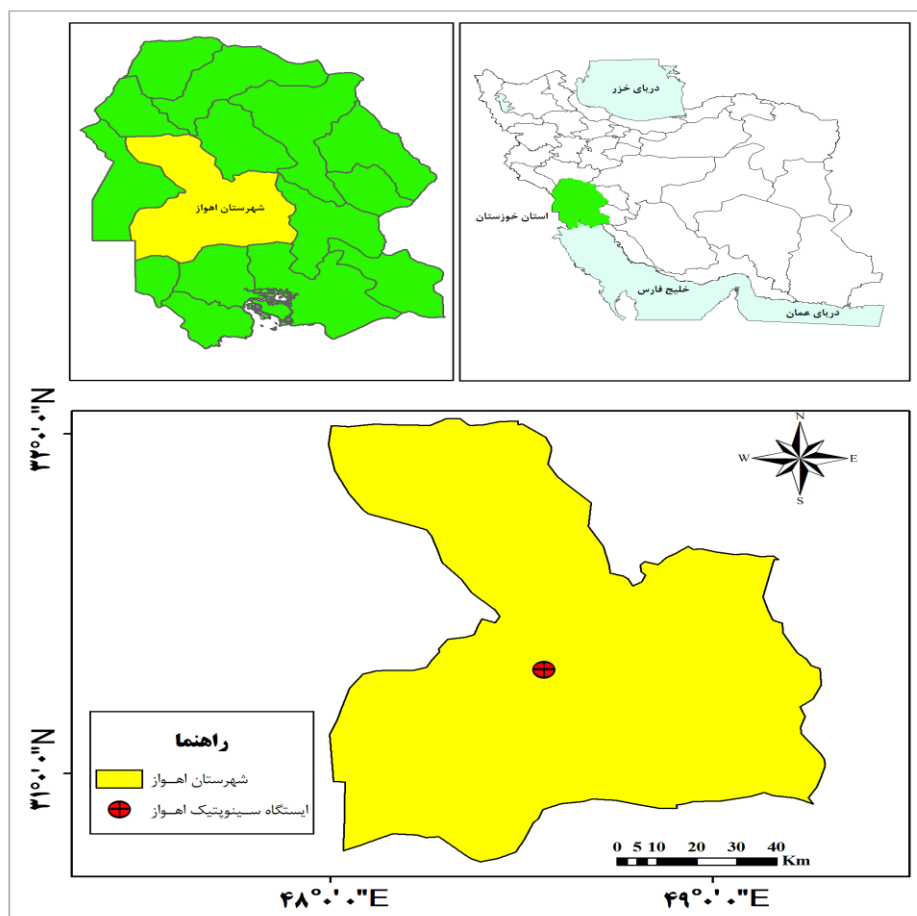 شهرستان اهواز
دریای خزر
استان خوزستان
خلیج فارس
دریای عمان
۳۲°۰'۰"N
۳۱°۰'۰"N
N
W
E
S
راهنما
شهرستان اهـواز
ایستگاه سـینوپتیک اهـواز
0 5 10 20 30 40
Km
۴۸°۰'۰"E
۴۹°۰'۰"E